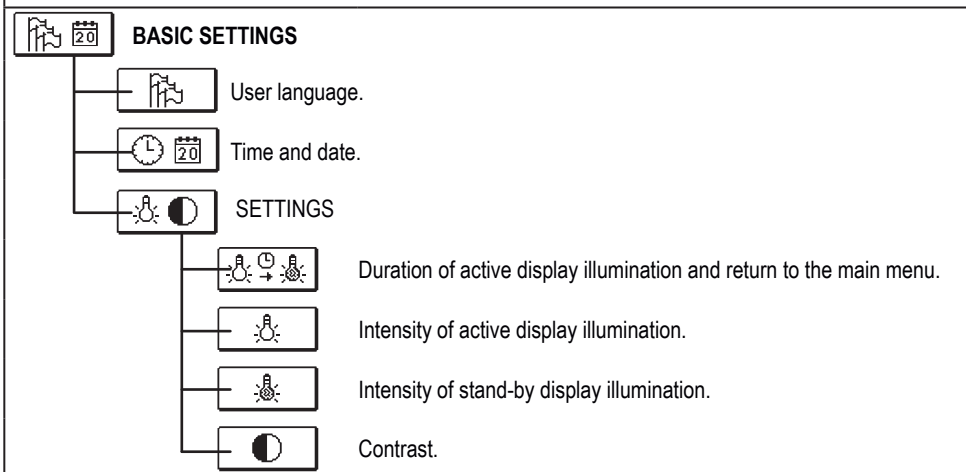 20 BASIC SETTINGS
User language.
20 Time and date.
SETTINGS
Duration of active display illumination and return to the main menu.
Intensity of active display illumination.
Intensity of stand-by display illumination.
Contrast.